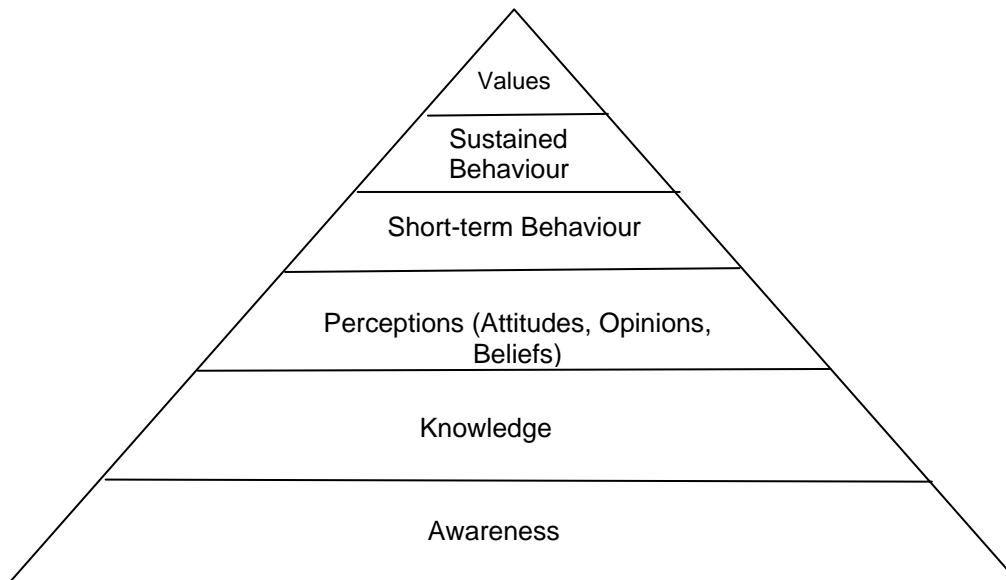 Values
Sustained
Behaviour
Short-term Behaviour
Perceptions (Attitudes, Opinions,
Beliefs)
Knowledge
Awareness